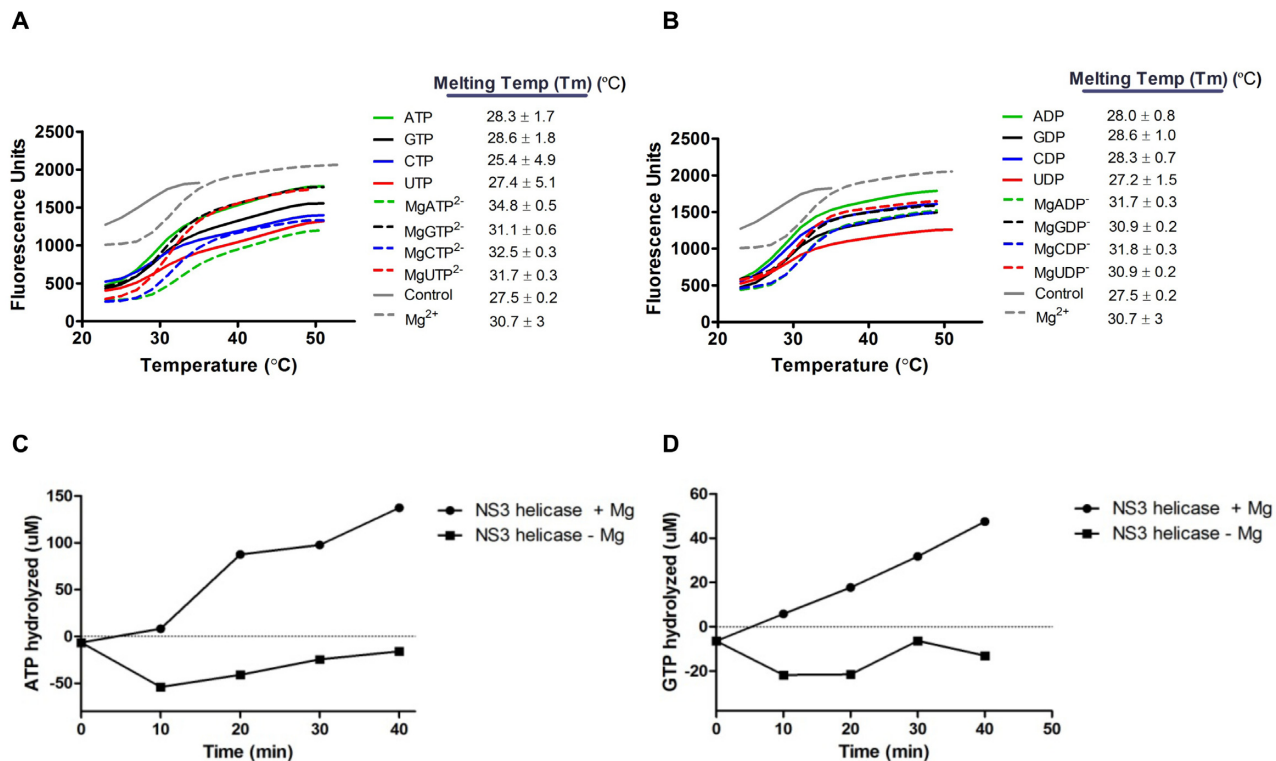 A
Melting Temp (Tm) (°C)
ATP 28.3 ± 1.7
GTP 28.6 ± 1.8
CTP 25.4 ± 4.9
UTP 27.4 ± 5.1
MgATP²⁻ 34.8 ± 0.5
MgGTP²⁻ 31.1 ± 0.6
MgCTP²⁻ 32.5 ± 0.3
MgUTP²⁻ 31.7 ± 0.3
Control 27.5 ± 0.2
Mg²⁺ 30.7 ± 3
Fluorescence Units
2500
2000
1500
1000
500
0
20 30 40 50
Temperature (°C)
B
Melting Temp (Tm) (°C)
ADP 28.0 ± 0.8
GDP 28.6 ± 1.0
CDP 28.3 ± 0.7
UDP 27.2 ± 1.5
MgADP⁻ 31.7 ± 0.3
MgGDP⁻ 30.9 ± 0.2
MgCDP⁻ 31.8 ± 0.3
MgUDP⁻ 30.9 ± 0.2
Control 27.5 ± 0.2
Mg²⁺ 30.7 ± 3
Fluorescence Units
2500
2000
1500
1000
500
0
20 30 40 50
Temperature (°C)
C
ATP hydrolyzed (uM)
150
100
50
0
-50
0 10 20 30 40
Time (min)
NS3 helicase + Mg
NS3 helicase - Mg
D
GTP hydrolyzed (uM)
60
40
20
0
-20
0 10 20 30 40 50
Time (min)
NS3 helicase + Mg
NS3 helicase - Mg